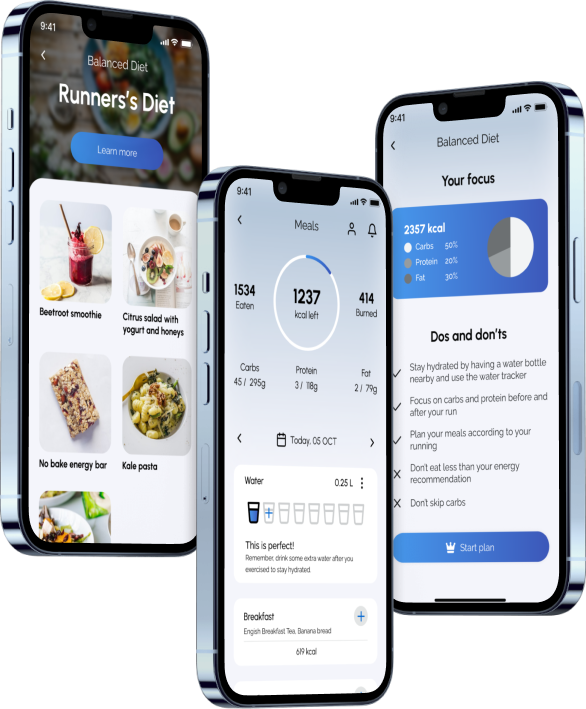 9:41
Balanced Diet
Runners's Diet
Learn more
Beetroot smoothie
Citrus salad with
yogurt and honeys
No bake energy bar
Kale pasta
9:41
Meals
1534
Eaten
1237
kcal left
414
Burned
Carbs
45 / 295g
Protein
3 / 118g
Fat
2 / 79g
Today, 05 OCT
Water
0.25 L
This is perfect!
Remember, drink some extra water after you
exercised to stay hydrated.
Breakfast
Engish Breakfast Tea, Banana bread
619 kcal
9:41
Balanced Diet
Your focus
2357 kcal
Carbs 50%
Protein 20%
Fat 30%
Dos and don'ts
Stay hydrated by having a water bottle
nearby and use the water tracker
Focus on carbs and protein before and
after your run
Plan your meals according to your
running
Don't eat less than your energy
recommendation
Don't skip carbs
Start plan